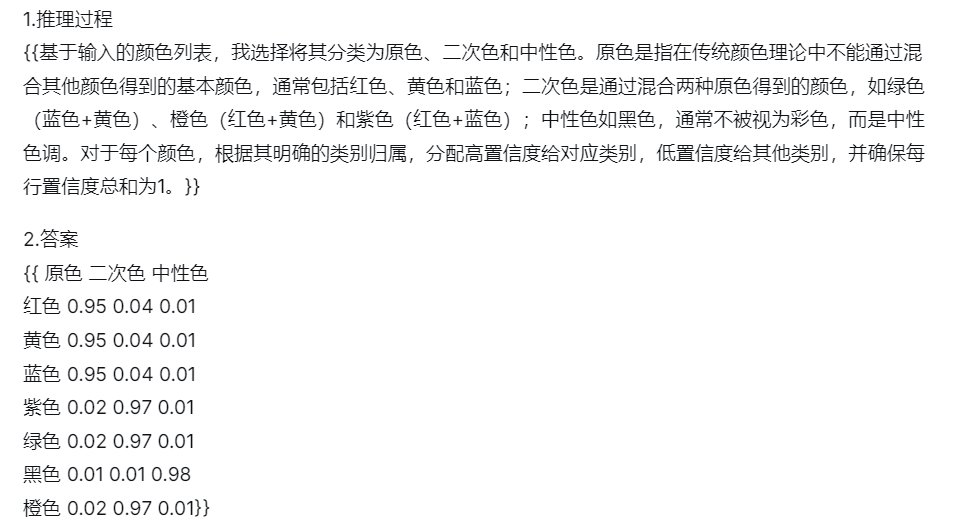 1.推理过程
{{基于输入的颜色列表，我选择将其分类为原色、二次色和中性色。原色是指在传统颜色理论中不能通过混
合其他颜色得到的基本颜色，通常包括红色、黄色和蓝色；二次色是通过混合两种原色得到的颜色，如绿色
（蓝色+黄色）、橙色（红色+黄色）和紫色（红色+蓝色）；中性色如黑色，通常不被视为彩色，而是中性
色调。对于每个颜色，根据其明确的类别归属，分配高置信度给对应类别，低置信度给其他类别，并确保每
行置信度总和为1。}}
2.答案
{{ 原色 二次色 中性色
红色 0.95 0.04 0.01
黄色 0.95 0.04 0.01
蓝色 0.95 0.04 0.01
紫色 0.02 0.97 0.01
绿色 0.02 0.97 0.01
黑色 0.01 0.01 0.98
橙色 0.02 0.97 0.01}}